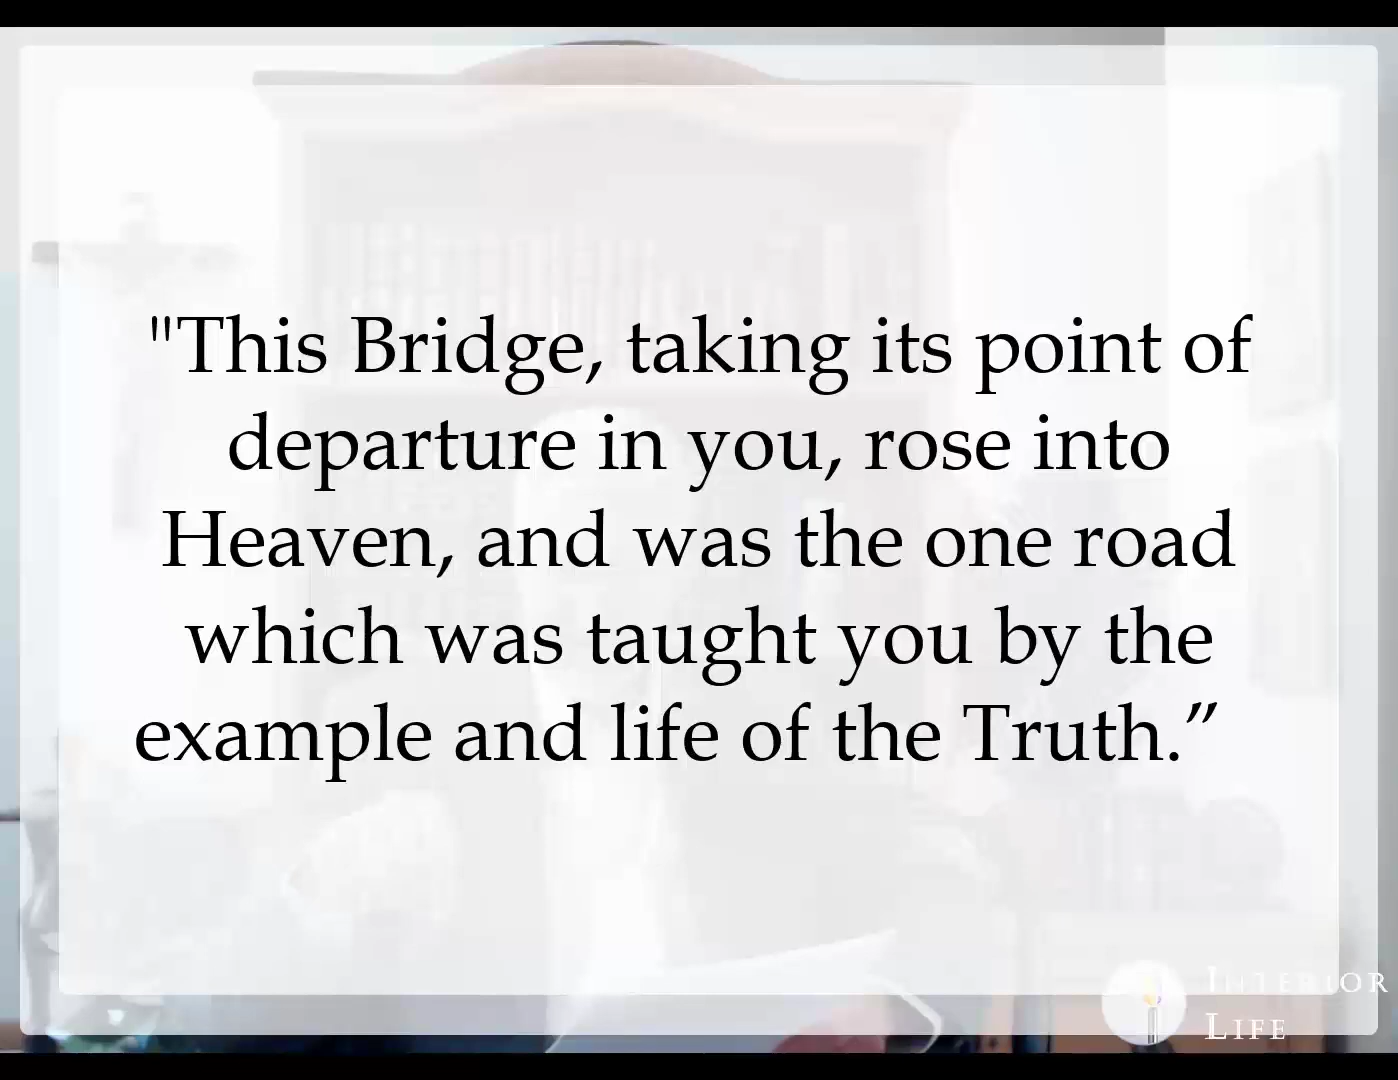 "This Bridge, taking its point of
departure in you, rose into
Heaven, and was the one road
which was taught you by the
example and life of the Truth.”
INTERIOR
LIFE